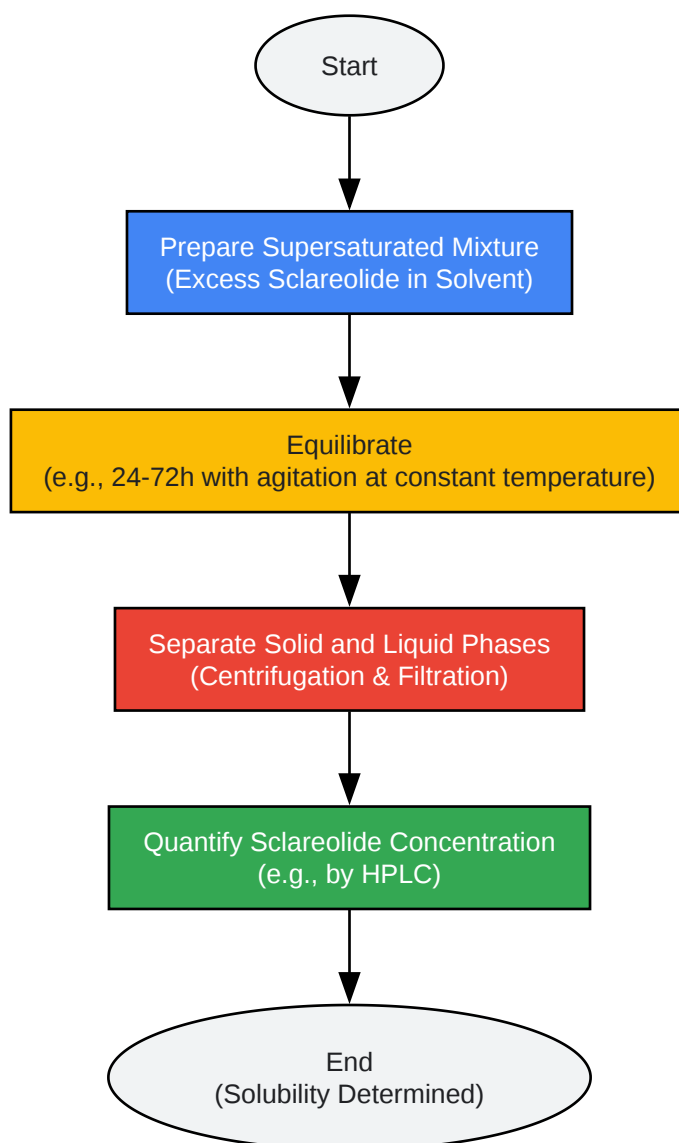 Start
Prepare Supersaturated Mixture
(Excess Sclareolide in Solvent)
Equilibrate
(e.g., 24-72h with agitation at constant temperature)
Separate Solid and Liquid Phases
(Centrifugation & Filtration)
Quantify Sclareolide Concentration
(e.g., by HPLC)
End
(Solubility Determined)